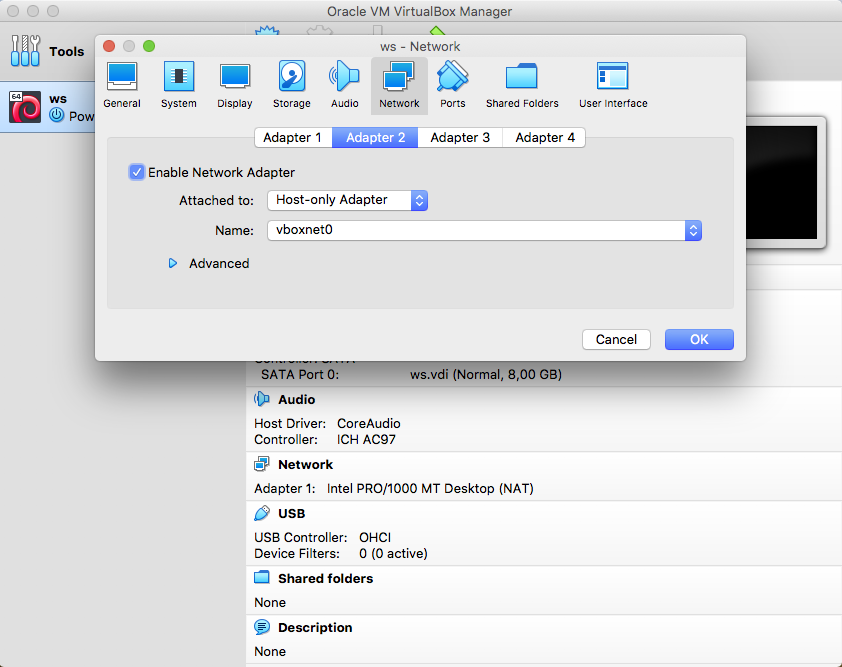 Oracle VM VirtualBox Manager
Tools
ws - Network
General System Display Storage Audio Network Ports Shared Folders User Interface
64 ws
Pow
Adapter 1 Adapter 2 Adapter 3 Adapter 4
Enable Network Adapter
Attached to: Host-only Adapter
Name: vboxnet0
Advanced
Cancel OK
SATA Port 0: ws.vdi (Normal, 8,00 GB)
Audio
Host Driver: CoreAudio
Controller: ICH AC97
Network
Adapter 1: Intel PRO/1000 MT Desktop (NAT)
USB
USB Controller: OHCI
Device Filters: 0 (0 active)
Shared folders
None
Description
None